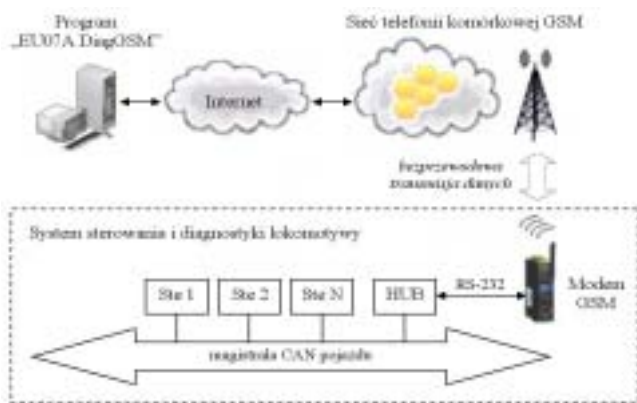 Program
„EU07A DiagGSM”
Sieć telefonii komórkowej GSM
Internet
bezprzewodowa
transmisja danych
System sterowania i diagnostyki lokomotywy
Ste 1
Ste 2
Ste N
HUB
RS-232
Modem
GSM
magistrala CAN pojazdu